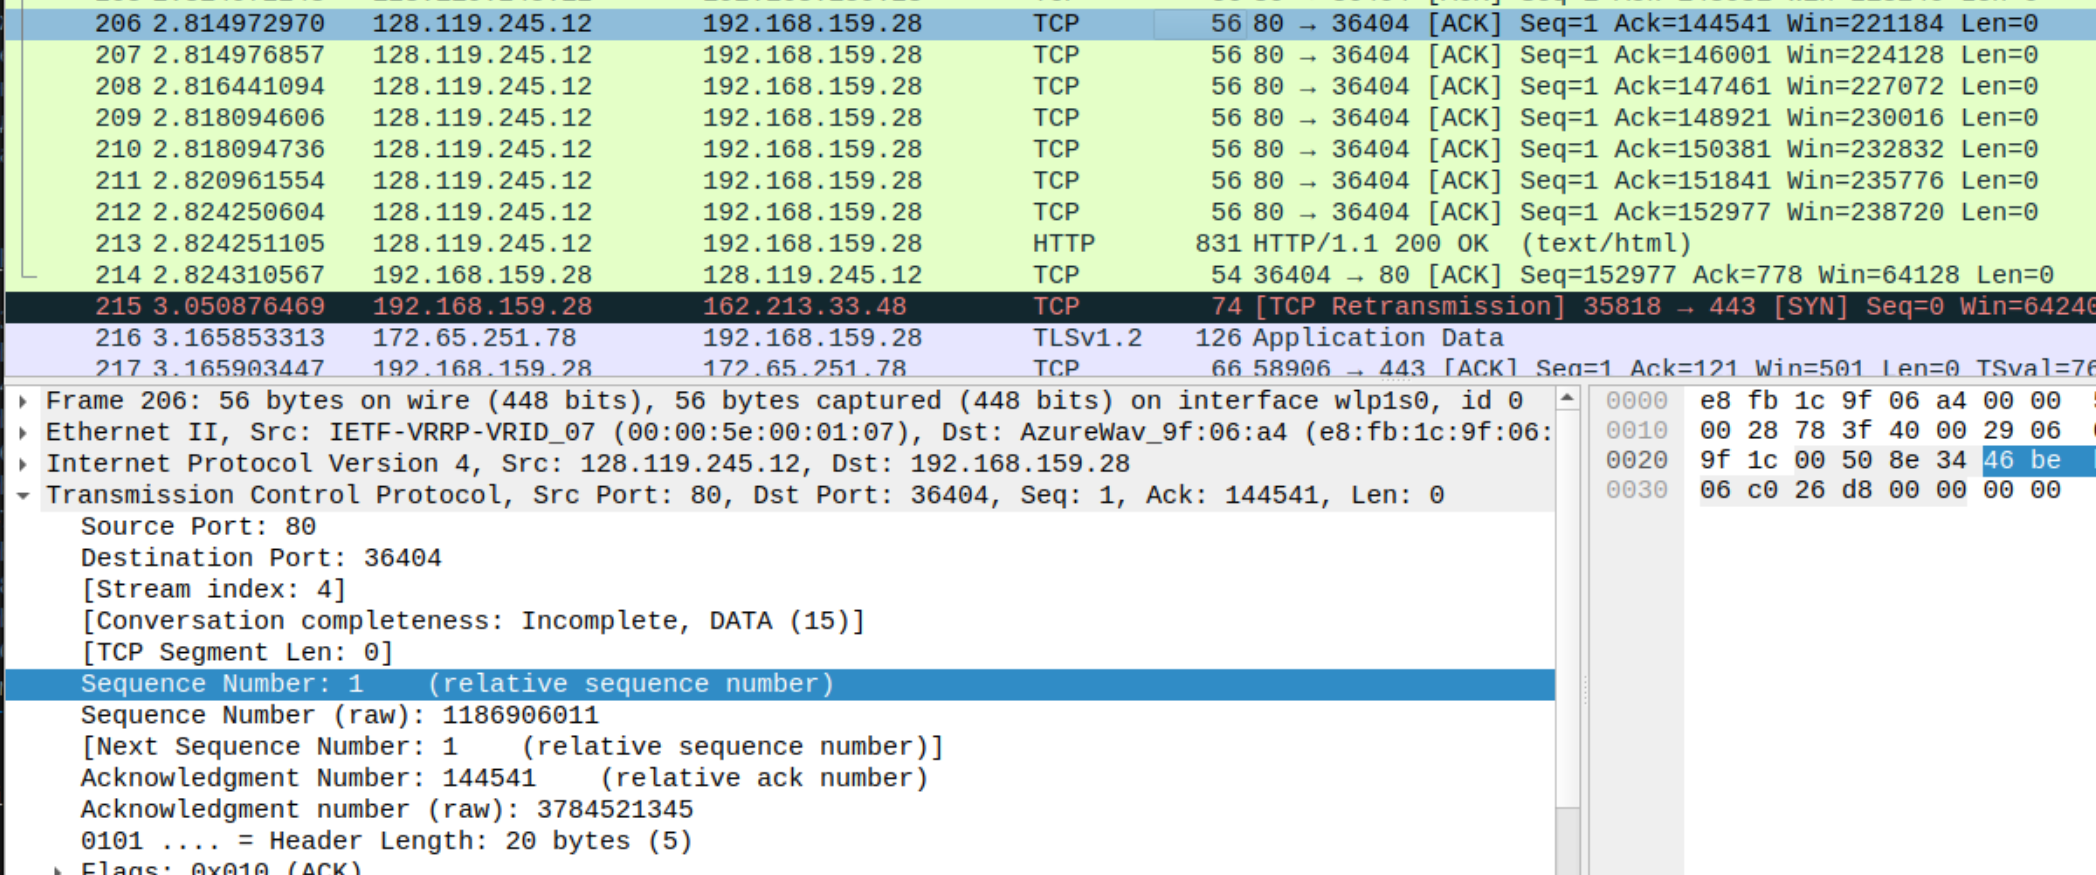 206 2.814972970 128.119.245.12 192.168.159.28 TCP 56 80 → 36404 [ACK] Seq=1 Ack=144541 Win=221184 Len=0
207 2.814976857 128.119.245.12 192.168.159.28 TCP 56 80 → 36404 [ACK] Seq=1 Ack=146001 Win=224128 Len=0
208 2.816441094 128.119.245.12 192.168.159.28 TCP 56 80 → 36404 [ACK] Seq=1 Ack=147461 Win=227072 Len=0
209 2.818094606 128.119.245.12 192.168.159.28 TCP 56 80 → 36404 [ACK] Seq=1 Ack=148921 Win=230016 Len=0
210 2.818094736 128.119.245.12 192.168.159.28 TCP 56 80 → 36404 [ACK] Seq=1 Ack=150381 Win=232832 Len=0
211 2.820961554 128.119.245.12 192.168.159.28 TCP 56 80 → 36404 [ACK] Seq=1 Ack=151841 Win=235776 Len=0
212 2.824250604 128.119.245.12 192.168.159.28 TCP 56 80 → 36404 [ACK] Seq=1 Ack=152977 Win=238720 Len=0
213 2.824251105 128.119.245.12 192.168.159.28 HTTP 831 HTTP/1.1 200 OK (text/html)
214 2.824310567 192.168.159.28 128.119.245.12 TCP 54 36404 → 80 [ACK] Seq=152977 Ack=778 Win=64128 Len=0
215 3.050876469 192.168.159.28 162.213.33.48 TCP 74 [TCP Retransmission] 35818 → 443 [SYN] Seq=0 Win=64240
216 3.165853313 172.65.251.78 192.168.159.28 TLSv1.2 126 Application Data
217 3.165903447 192.168.159.28 172.65.251.78 TCP 66 58906 → 443 [ACK] Seq=1 Ack=121 Win=501 Len=0 TSval=76
Frame 206: 56 bytes on wire (448 bits), 56 bytes captured (448 bits) on interface wlp1s0, id 0
Ethernet II, Src: IETF-VRRP-VRID_07 (00:00:5e:00:01:07), Dst: AzureWav_9f:06:a4 (e8:fb:1c:9f:06:
Internet Protocol Version 4, Src: 128.119.245.12, Dst: 192.168.159.28
Transmission Control Protocol, Src Port: 80, Dst Port: 36404, Seq: 1, Ack: 144541, Len: 0
Source Port: 80
Destination Port: 36404
[Stream index: 4]
[Conversation completeness: Incomplete, DATA (15)]
[TCP Segment Len: 0]
Sequence Number: 1 (relative sequence number)
Sequence Number (raw): 1186906011
[Next Sequence Number: 1 (relative sequence number)]
Acknowledgment Number: 144541 (relative ack number)
Acknowledgment number (raw): 3784521345
0101 .... = Header Length: 20 bytes (5)
Flags: 0x010 (ACK)
0000 e8 fb 1c 9f 06 a4 00 00
0010 00 28 78 3f 40 00 29 06
0020 9f 1c 00 50 8e 34 46 be
0030 06 c0 26 d8 00 00 00 00